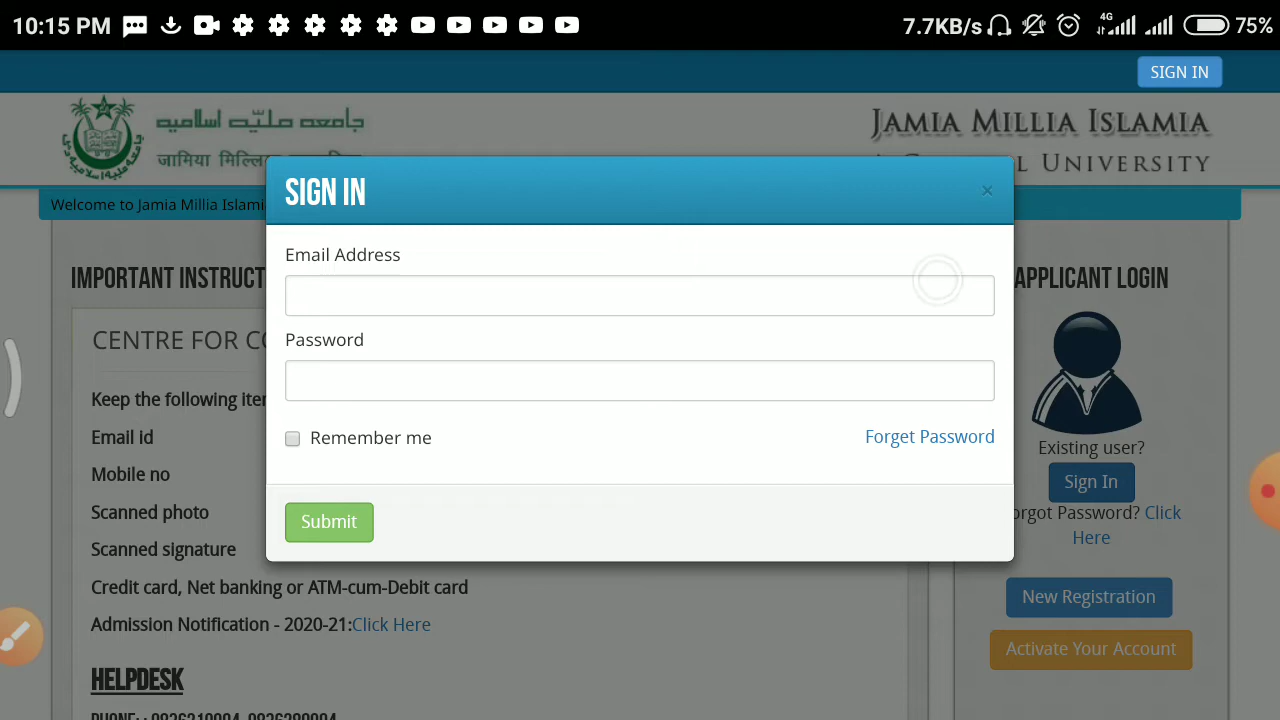 10:15 PM
7.7KB/s
4G
75%
SIGN IN
جامعہ ملیہ اسلامیہ
जामिया मिल्लि
JAMIA MILLIA ISLAMIA
UNIVERSITY
Welcome to Jamia Millia Islami
SIGN IN
×
Email Address
Password
Remember me
Forget Password
Submit
IMPORTANT INSTRUCT
CENTRE FOR CO
Keep the following iter
Email id
Mobile no
Scanned photo
Scanned signature
Credit card, Net banking or ATM-cum-Debit card
Admission Notification - 2020-21:Click Here
HELPDESK
APPLICANT LOGIN
Existing user?
Sign In
orgot Password? Click
Here
New Registration
Activate Your Account